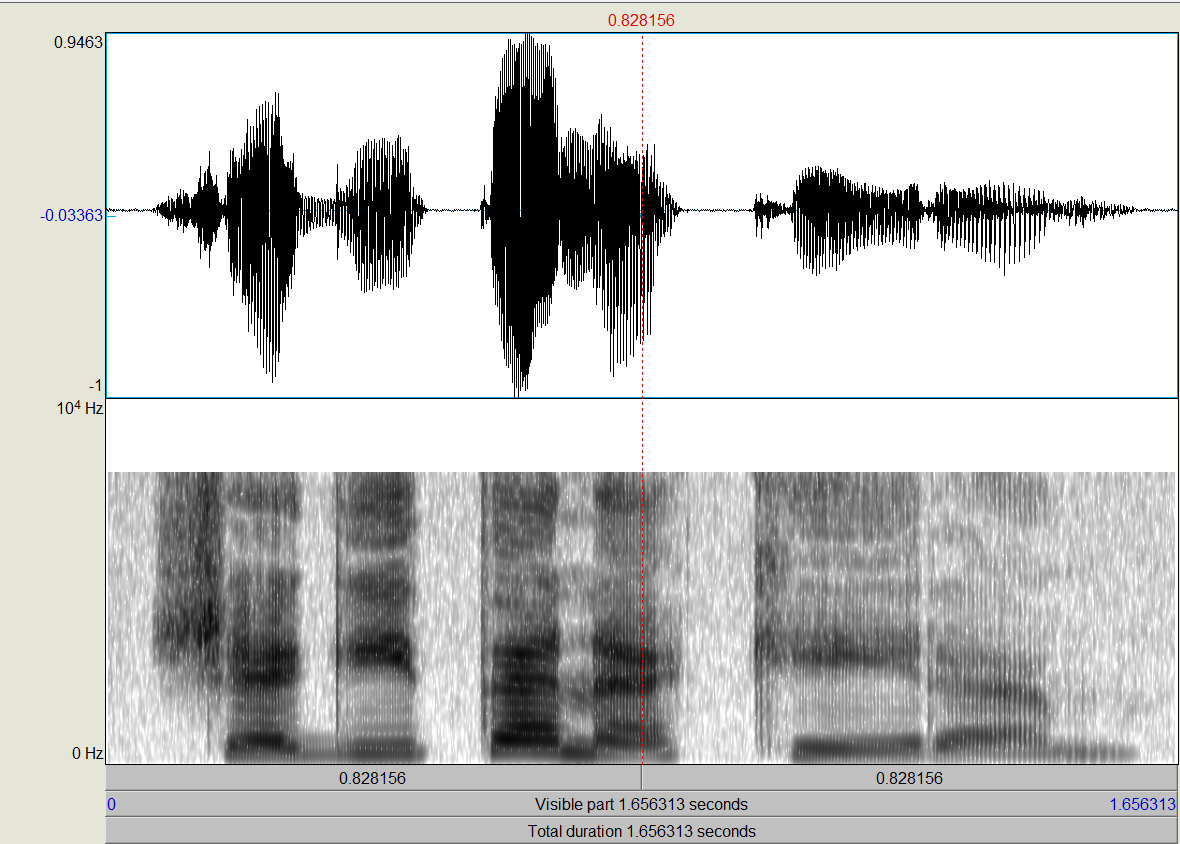 0.828156
0.9463
-0.03363
-1
10⁴ Hz
0 Hz
0.828156 0.828156
0 Visible part 1.656313 seconds 1.656313
Total duration 1.656313 seconds